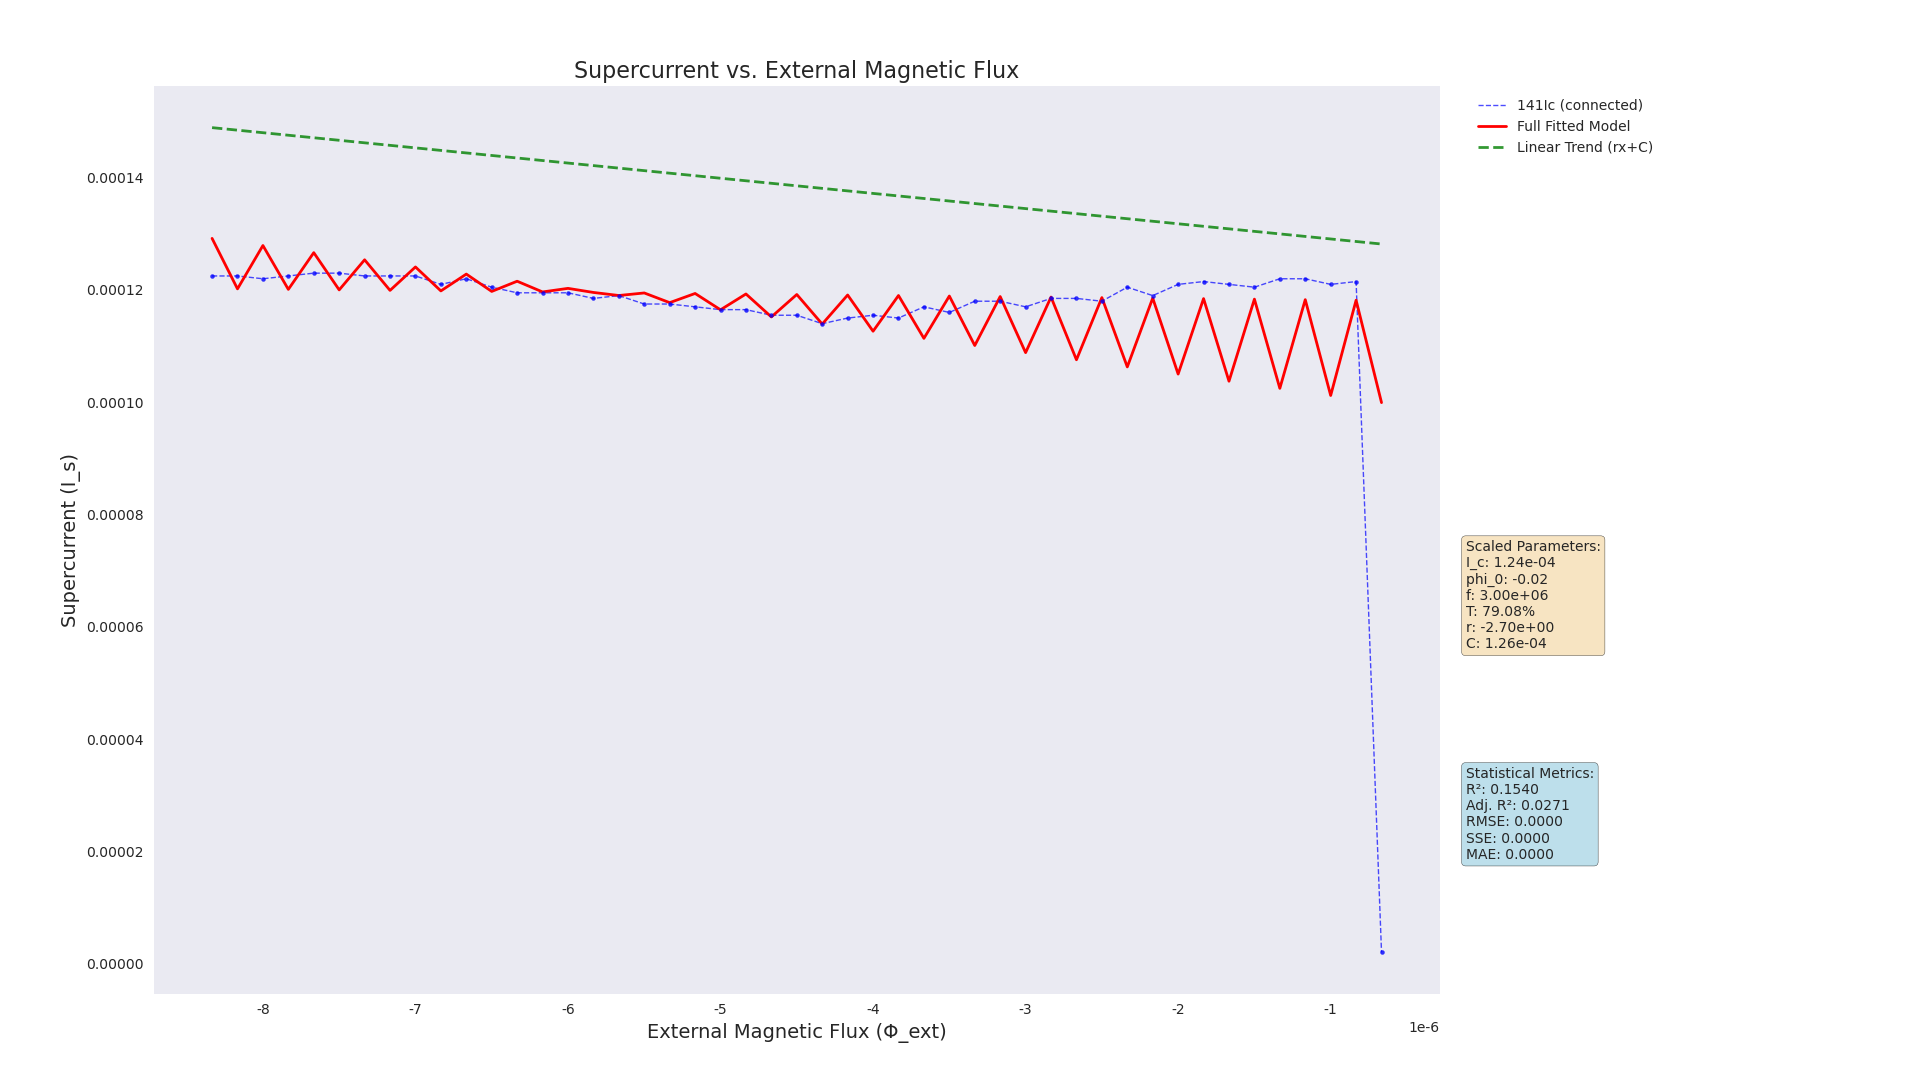 Supercurrent vs. External Magnetic Flux
141Ic (connected)
Full Fitted Model
Linear Trend (rx+C)
0.00014
0.00012
0.00010
0.00008
0.00006
0.00004
0.00002
0.00000
Supercurrent (I_s)
-8
-7
-6
-5
-4
-3
-2
-1
1e-6
External Magnetic Flux (Φ_ext)
Scaled Parameters:
I_c: 1.24e-04
phi_0: -0.02
f: 3.00e+06
T: 79.08%
r: -2.70e+00
C: 1.26e-04
Statistical Metrics:
R²: 0.1540
Adj. R²: 0.0271
RMSE: 0.0000
SSE: 0.0000
MAE: 0.0000